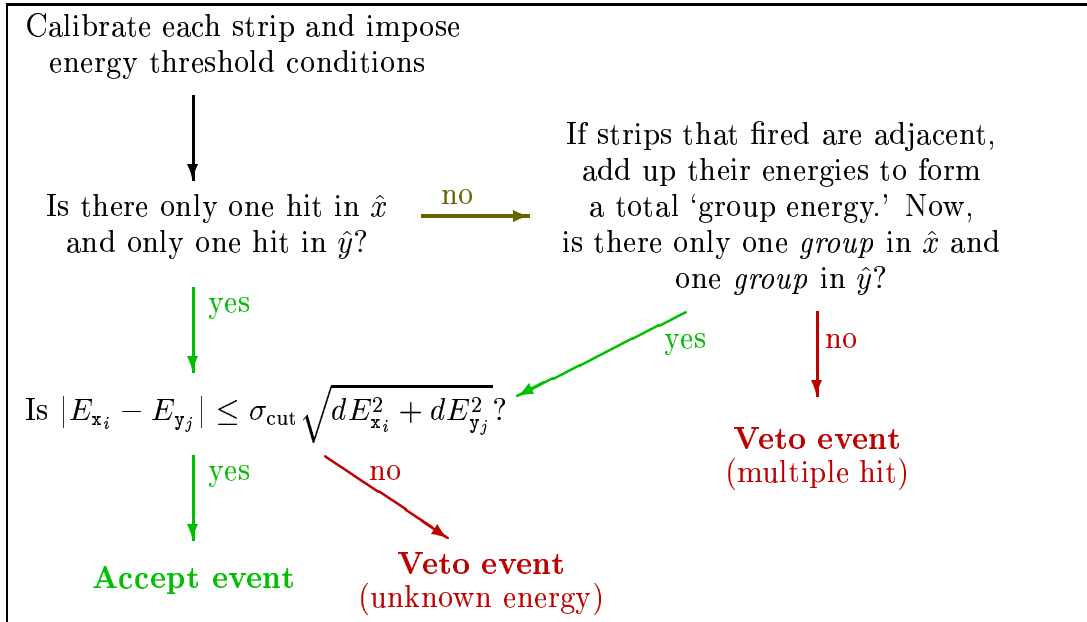 Calibrate each strip and impose
energy threshold conditions
Is there only one hit in x̂
and only one hit in ŷ?
no
If strips that fired are adjacent,
add up their energies to form
a total ‘group energy.’ Now,
is there only one group in x̂ and
one group in ŷ?
yes
yes
no
Is |E_{x_i} − E_{y_j}| ≤ σ_{cut} √(dE²_{x_i} + dE²_{y_j})?
Veto event
(multiple hit)
yes
no
Accept event
Veto event
(unknown energy)